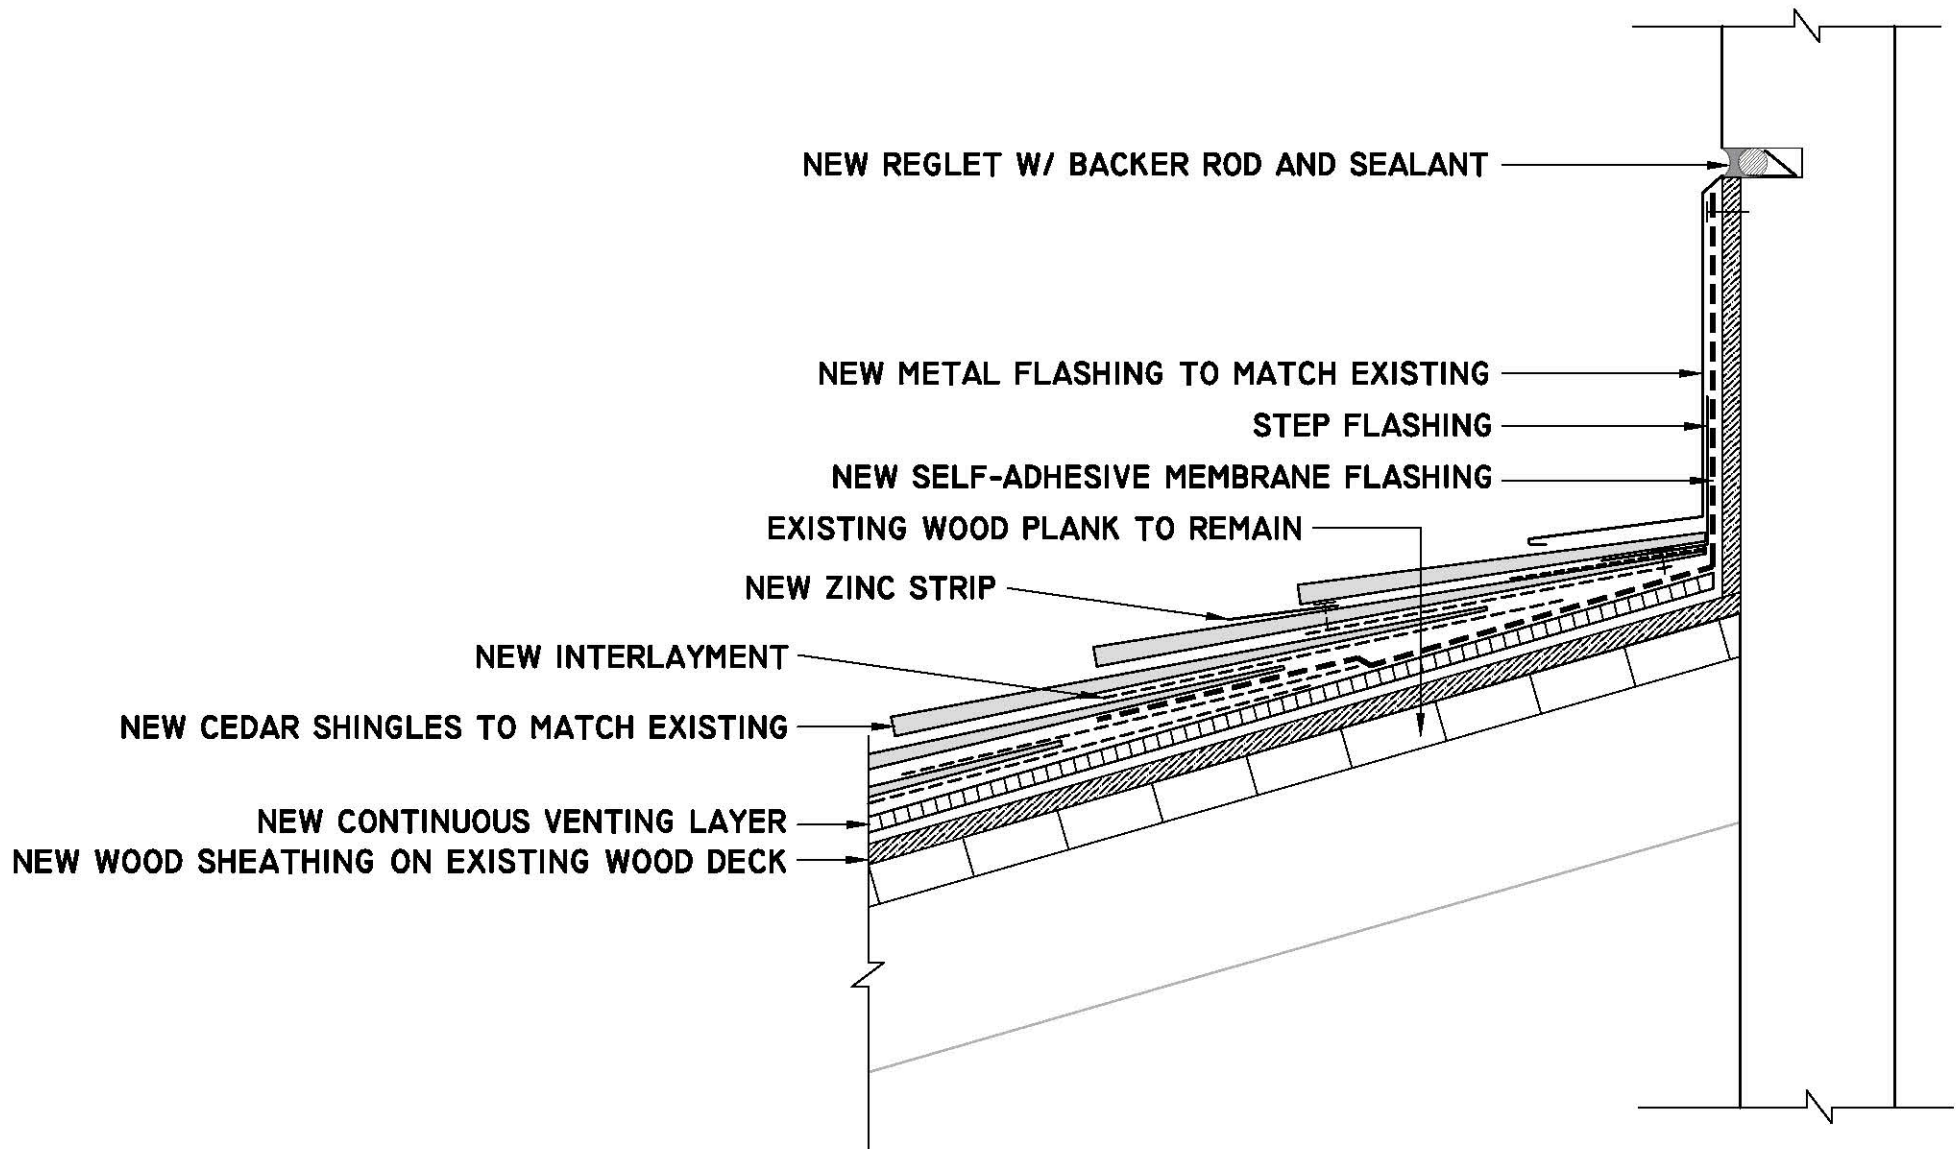 NEW REGLET W/ BACKER ROD AND SEALANT
NEW METAL FLASHING TO MATCH EXISTING
STEP FLASHING
NEW SELF-ADHESIVE MEMBRANE FLASHING
EXISTING WOOD PLANK TO REMAIN
NEW ZINC STRIP
NEW INTERLAYMENT
NEW CEDAR SHINGLES TO MATCH EXISTING
NEW CONTINUOUS VENTING LAYER
NEW WOOD SHEATHING ON EXISTING WOOD DECK